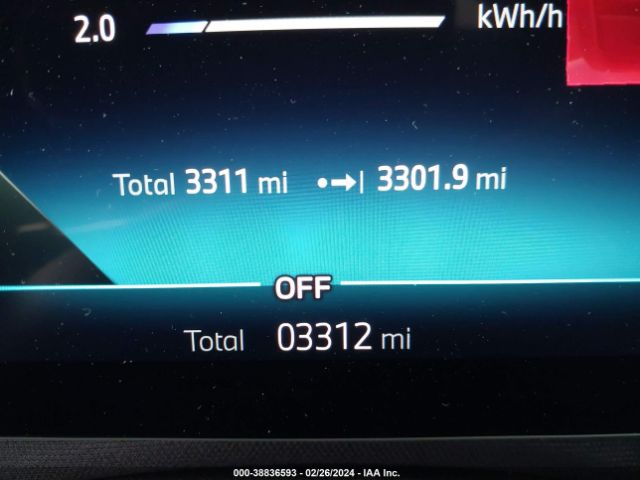 2.0 kWh/h
Total 3311 mi •→| 3301.9 mi
OFF
Total 03312 mi
000-38836593 - 02/26/2024 - IAA Inc.